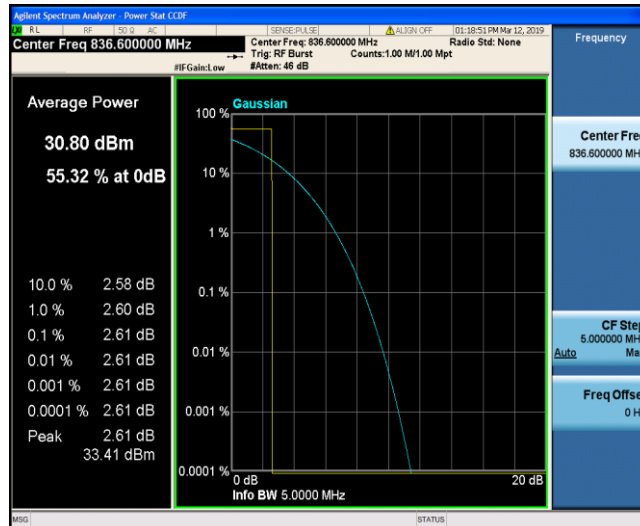 Agilent Spectrum Analyzer - Power Stat CCDF
RL RF 50 Ω AC SENSE:PULSE ALIGN OFF 01:18:51 PM Mar 12, 2019
Center Freq 836.600000 MHz
Center Freq: 836.600000 MHz Radio Std: None
Trig: RF Burst Counts:1.00 M/1.00 Mpt
#IFGain:Low #Atten: 46 dB
Frequency
Average Power
30.80 dBm
55.32 % at 0dB
10.0 % 2.58 dB
1.0 % 2.60 dB
0.1 % 2.61 dB
0.01 % 2.61 dB
0.001 % 2.61 dB
0.0001 % 2.61 dB
Peak 2.61 dB
33.41 dBm
Gaussian
100 %
10 %
1 %
0.1 %
0.01 %
0.001 %
0.0001 %
0 dB 20 dB
Info BW 5.0000 MHz
Center Fre
836.600000 MH
CF Step
5.000000 MH
Auto Ma
Freq Offse
0 H
MSG STATUS